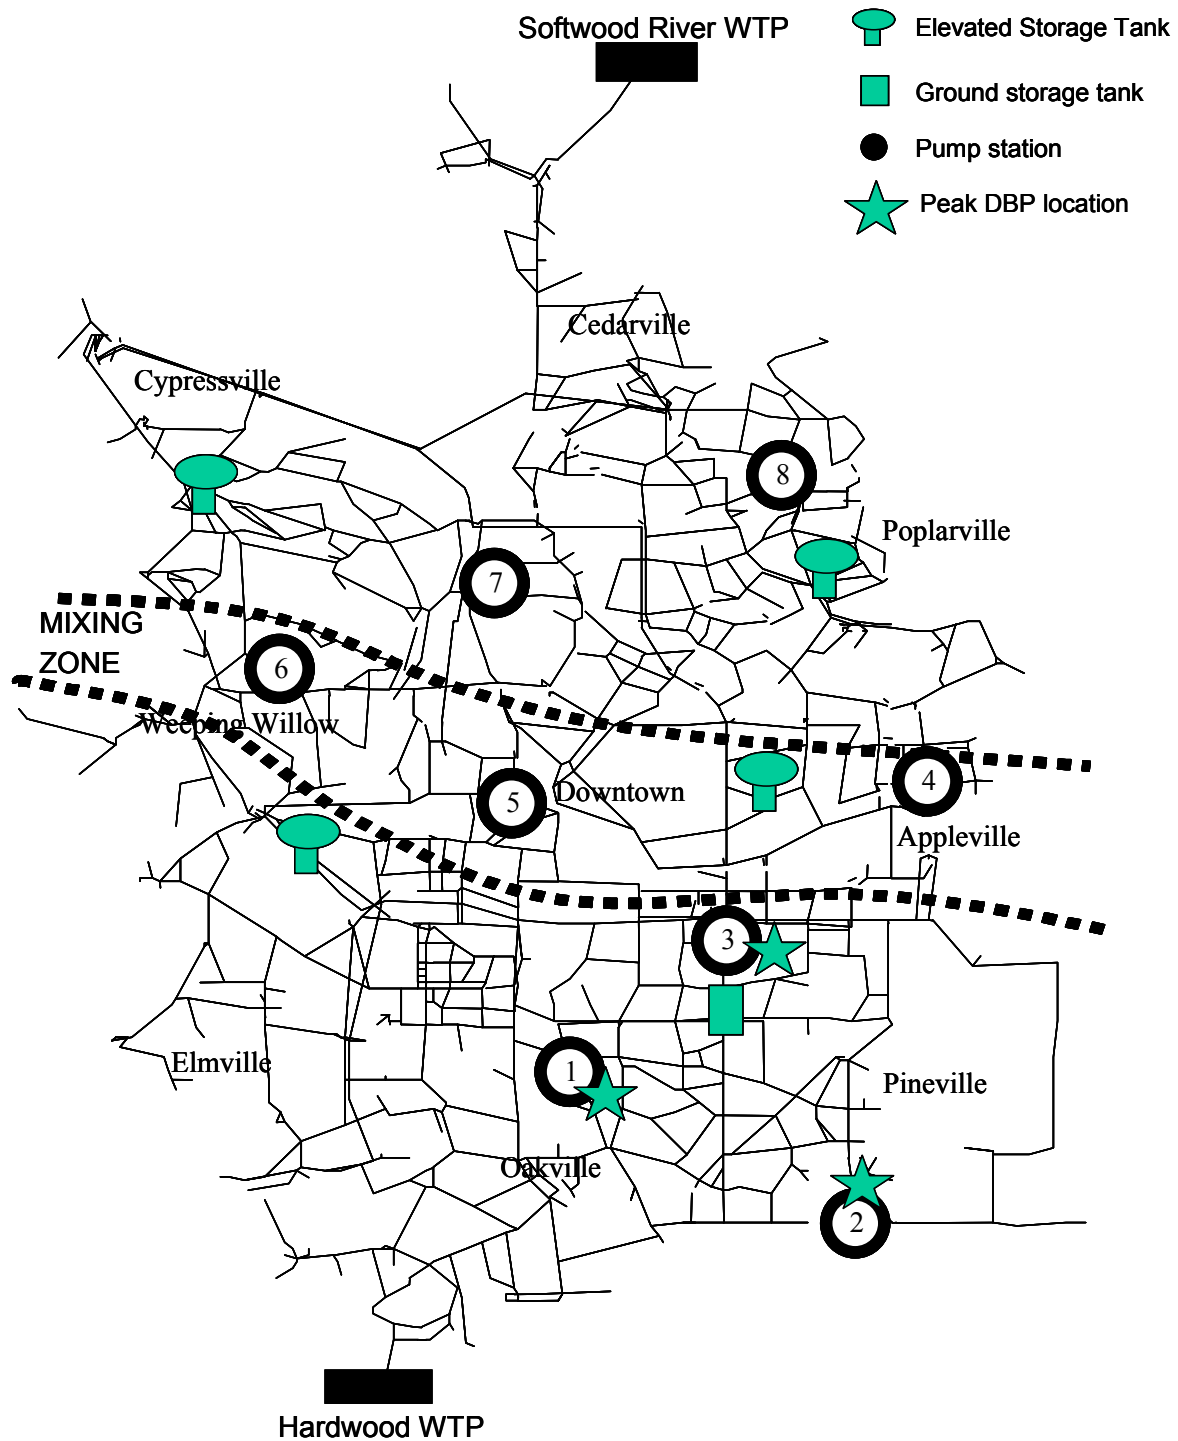 Softwood River WTP
Elevated Storage Tank
Ground storage tank
Pump station
Peak DBP location
Cedarville
Cypressville
8
Poplarville
7
MIXING
ZONE
6
Weeping Willow
4
5
Downtown
Appleville
3
Elmville
1
Pineville
Oakville
2
Hardwood WTP